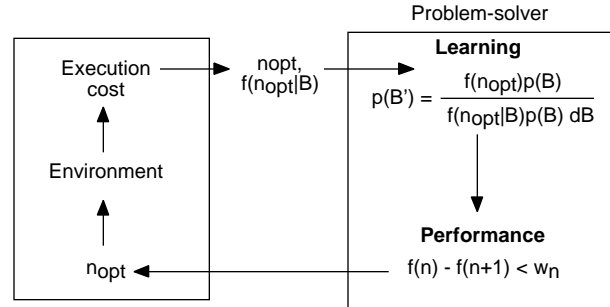 Problem-solver
Execution
cost
Environment
nopt
nopt,
f(nopt|B)
Learning
p(B') = f(nopt)p(B)
f(nopt|B)p(B) dB
Performance
f(n) - f(n+1) < wn